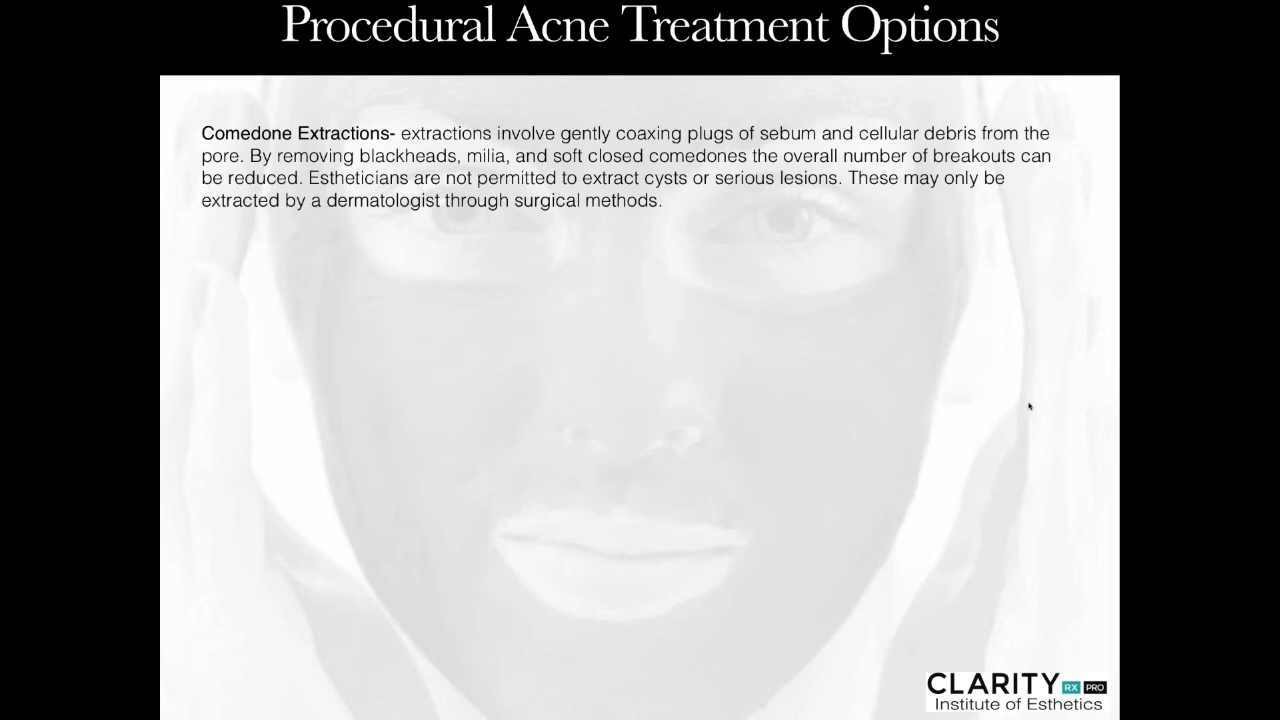 Procedural Acne Treatment Options
Comedone Extractions- extractions involve gently coaxing plugs of sebum and cellular debris from the
pore. By removing blackheads, milia, and soft closed comedones the overall number of breakouts can
be reduced. Estheticians are not permitted to extract cysts or serious lesions. These may only be
extracted by a dermatologist through surgical methods.
CLARITY RX PRO
Institute of Esthetics